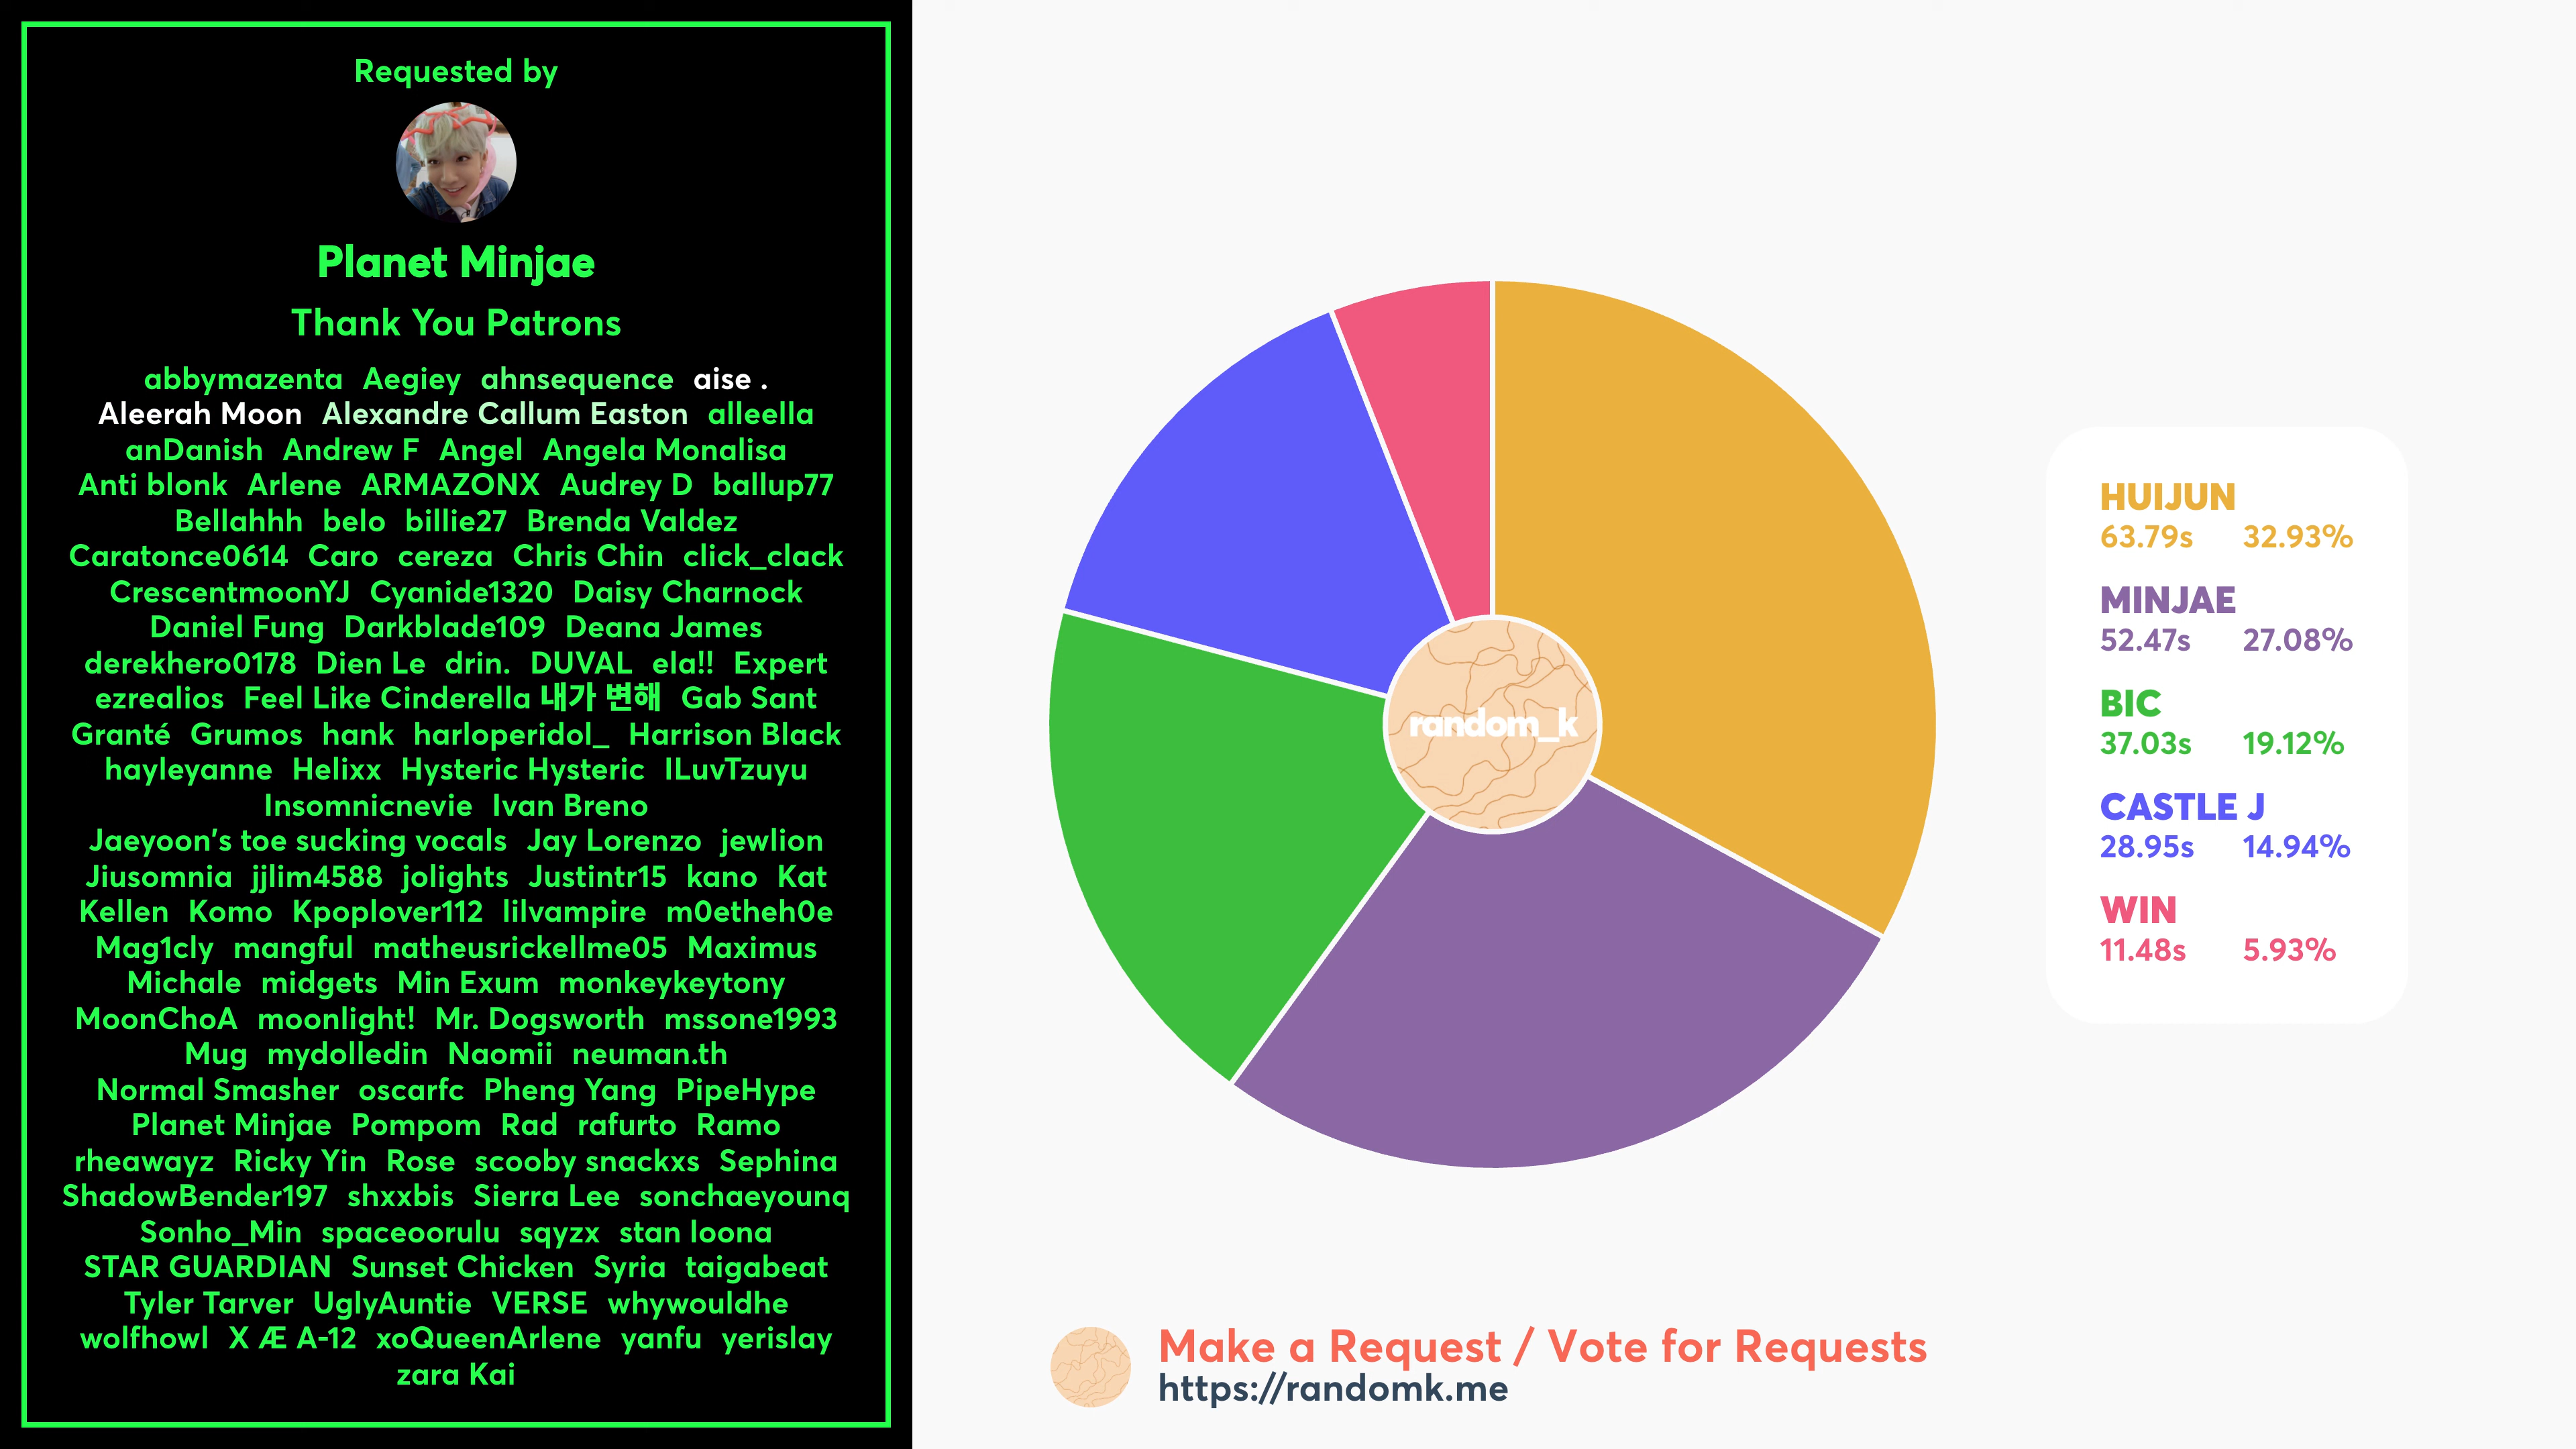 Requested by
Planet Minjae
Thank You Patrons
abbymazenta Aegiey ahnsequence aise .
Aleerah Moon Alexandre Callum Easton alleella
anDanish Andrew F Angel Angela Monalisa
Anti blonk Arlene ARMAZONX Audrey D ballup77
Bellahhh belo billie27 Brenda Valdez
Caratonce0614 Caro cereza Chris Chin click_clack
CrescentmoonYJ Cyanide1320 Daisy Charnock
Daniel Fung Darkblade109 Deana James
derekhero0178 Dien Le drin. DUVAL ela!! Expert
ezrealios Feel Like Cinderella 내가 변해 Gab Sant
Granté Grumos hank harloperidol_ Harrison Black
hayleyanne Helixx Hysteric Hysteric ILuvTzuyu
Insomnicnevie Ivan Breno
Jaeyoon's toe sucking vocals Jay Lorenzo jewlion
Jiusomnia jjlim4588 jolights Justintr15 kano Kat
Kellen Komo Kpoplover112 lilvampire m0etheh0e
Mag1cly mangful matheusrickellme05 Maximus
Michale midgets Min Exum monkeykeytony
MoonChoA moonlight! Mr. Dogsworth mssone1993
Mug mydolledin Naomii neuman.th
Normal Smasher oscarfc Pheng Yang PipeHype
Planet Minjae Pompom Rad rafurto Ramo
rheawayz Ricky Yin Rose scooby snackxs Sephina
ShadowBender197 shxxbis Sierra Lee sonchaeyounq
Sonho_Min spaceoorulu sqyzx stan loona
STAR GUARDIAN Sunset Chicken Syria taigabeat
Tyler Tarver UglyAuntie VERSE whywouldhe
wolfhowl X Æ A-12 xoQueenArlene yanfu yerislay
zara Kai
random_k
HUIJUN
63.79s 32.93%
MINJAE
52.47s 27.08%
BIC
37.03s 19.12%
CASTLE J
28.95s 14.94%
WIN
11.48s 5.93%
Make a Request / Vote for Requests
https://randomk.me